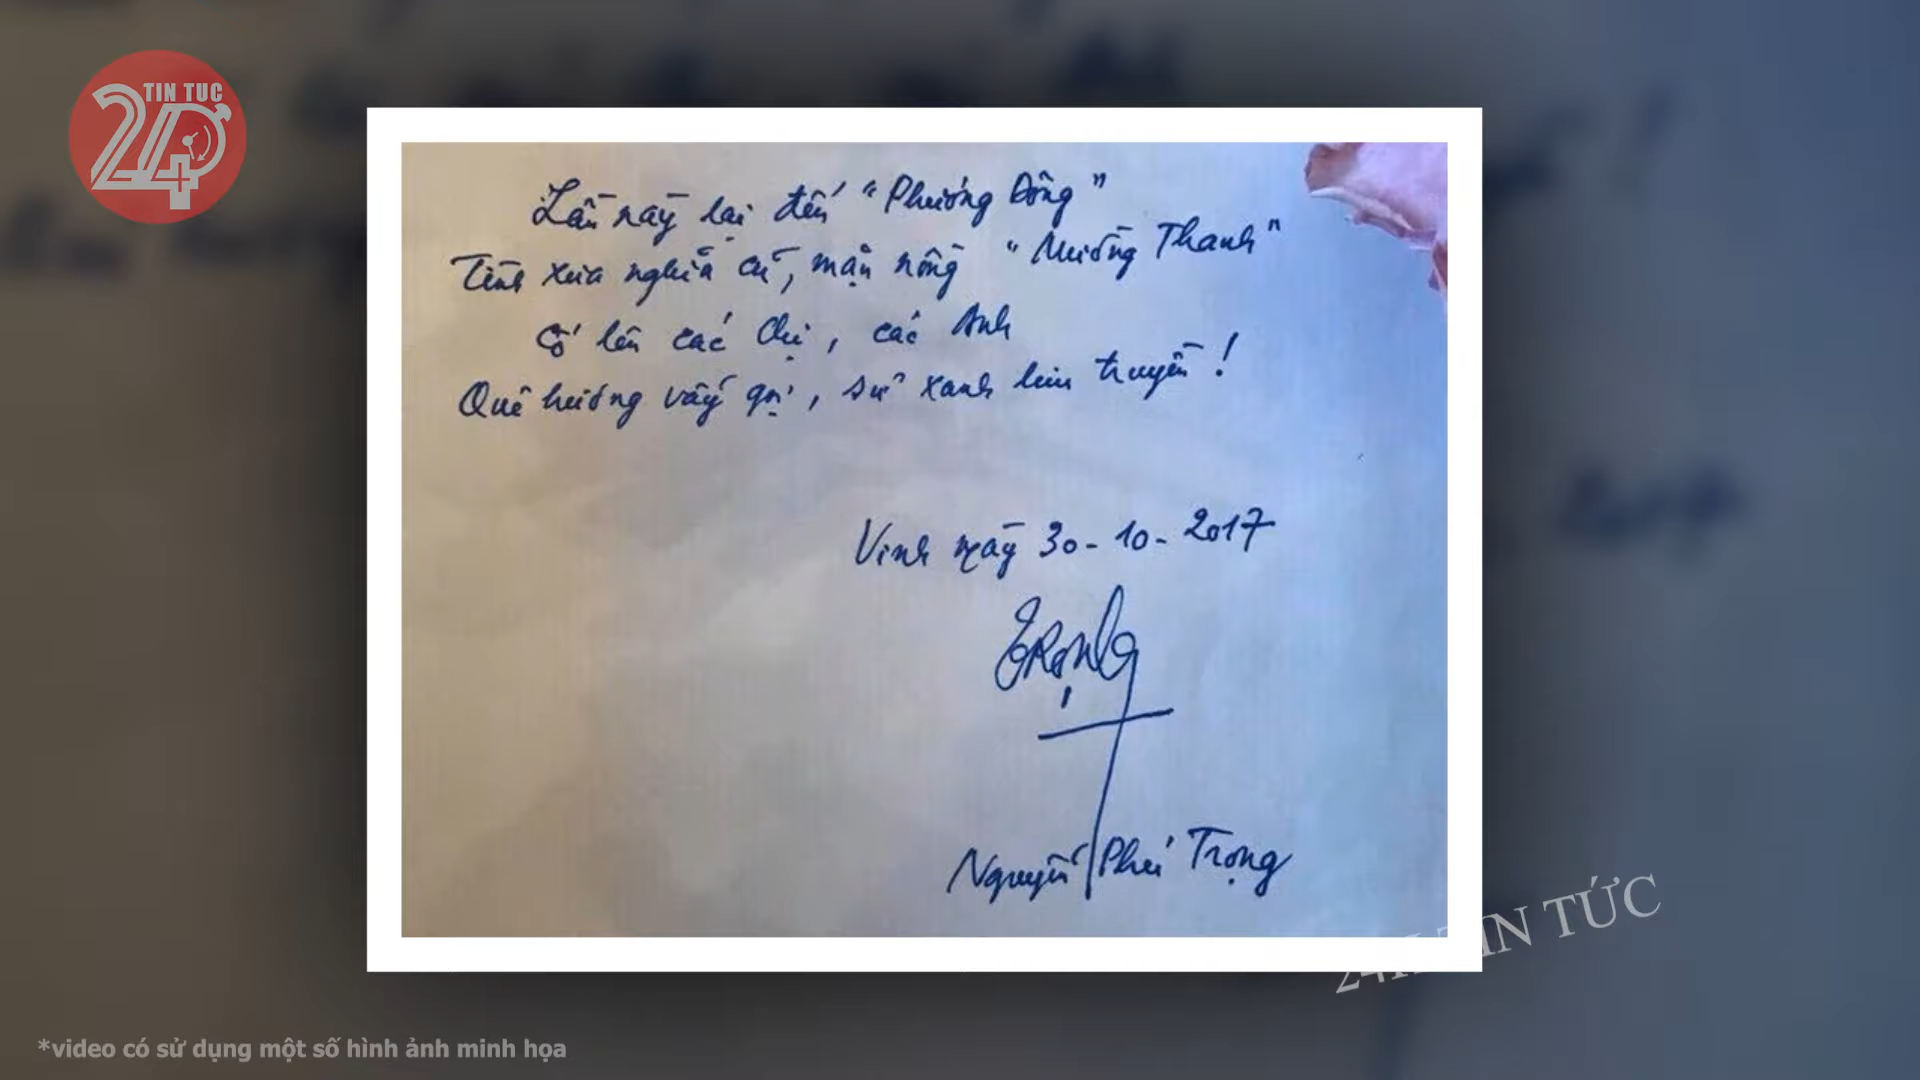 TIN TUC
24
Lần này lại đến "Phương Đông"
Tình xưa nghĩa cũ, mặn nồng "Mường Thanh"
Cố lên các Chị, các Anh
Quê hương vẫy gọi, sử xanh lưu truyền!
Vinh ngày 30-10-2017
TRỌNG
Nguyễn Phú Trọng
24H TIN TỨC
*video có sử dụng một số hình ảnh minh họa